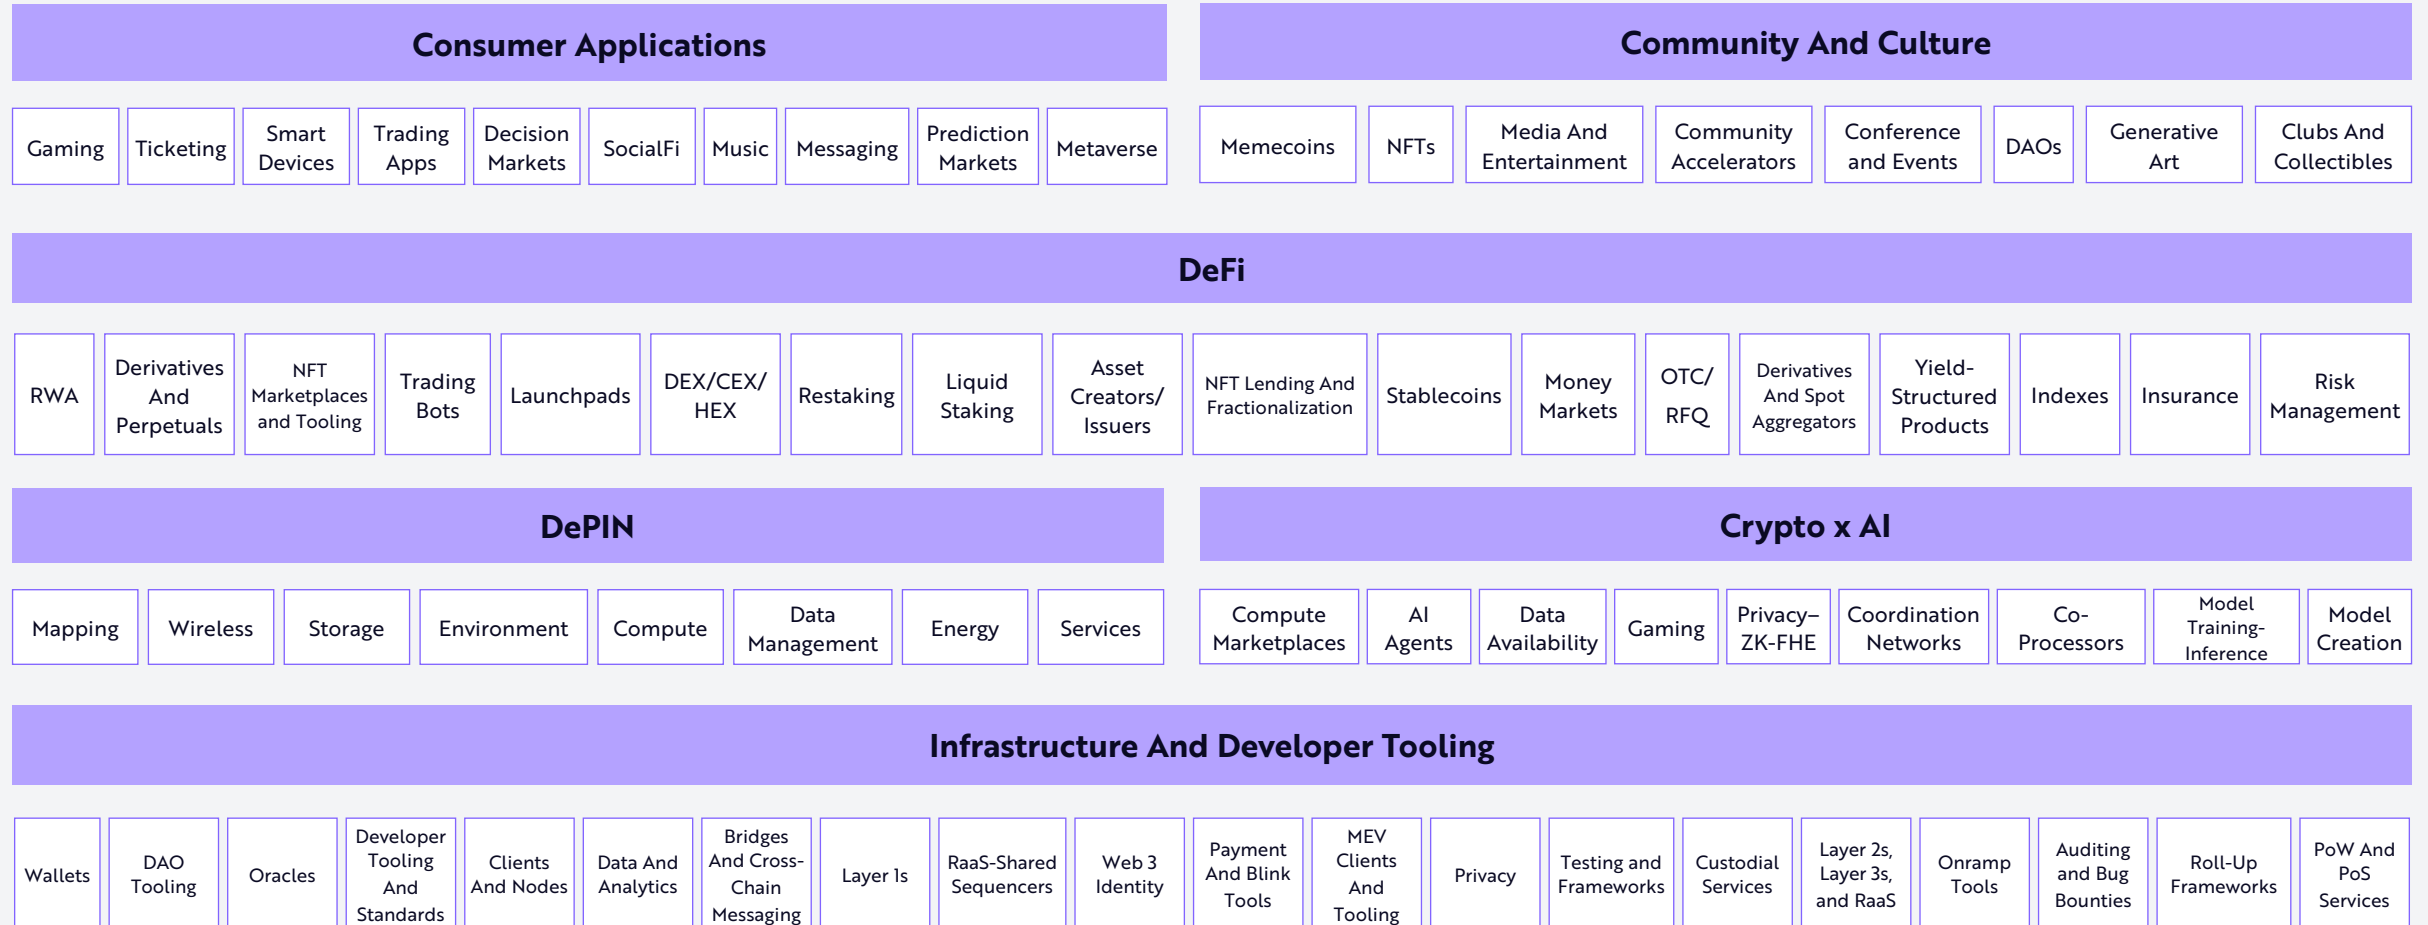 Consumer Applications
Community And Culture
Gaming
Ticketing
Smart
Devices
Trading
Apps
Decision
Markets
SocialFi
Music
Messaging
Prediction
Markets
Metaverse
Memecoins
NFTs
Media And
Entertainment
Community
Accelerators
Conference
and Events
DAOs
Generative
Art
Clubs And
Collectibles
DeFi
RWA
Derivatives
And
Perpetuals
NFT
Marketplaces
and Tooling
Trading
Bots
Launchpads
DEX/CEX/
HEX
Restaking
Liquid
Staking
Asset
Creators/
Issuers
NFT Lending And
Fractionalization
Stablecoins
Money
Markets
OTC/
RFQ
Derivatives
And Spot
Aggregators
Yield-
Structured
Products
Indexes
Insurance
Risk
Management
DePIN
Crypto x AI
Mapping
Wireless
Storage
Environment
Compute
Data
Management
Energy
Services
Compute
Marketplaces
AI
Agents
Data
Availability
Gaming
Privacy–
ZK-FHE
Coordination
Networks
Co-
Processors
Model
Training-
Inference
Model
Creation
Infrastructure And Developer Tooling
Wallets
DAO
Tooling
Oracles
Developer
Tooling
And
Standards
Clients
And Nodes
Data And
Analytics
Bridges
And Cross-
Chain
Messaging
Layer 1s
RaaS-Shared
Sequencers
Web 3
Identity
Payment
And Blink
Tools
MEV
Clients
And
Tooling
Privacy
Testing and
Frameworks
Custodial
Services
Layer 2s,
Layer 3s,
and RaaS
Onramp
Tools
Auditing
and Bug
Bounties
Roll-Up
Frameworks
PoW And
PoS
Services